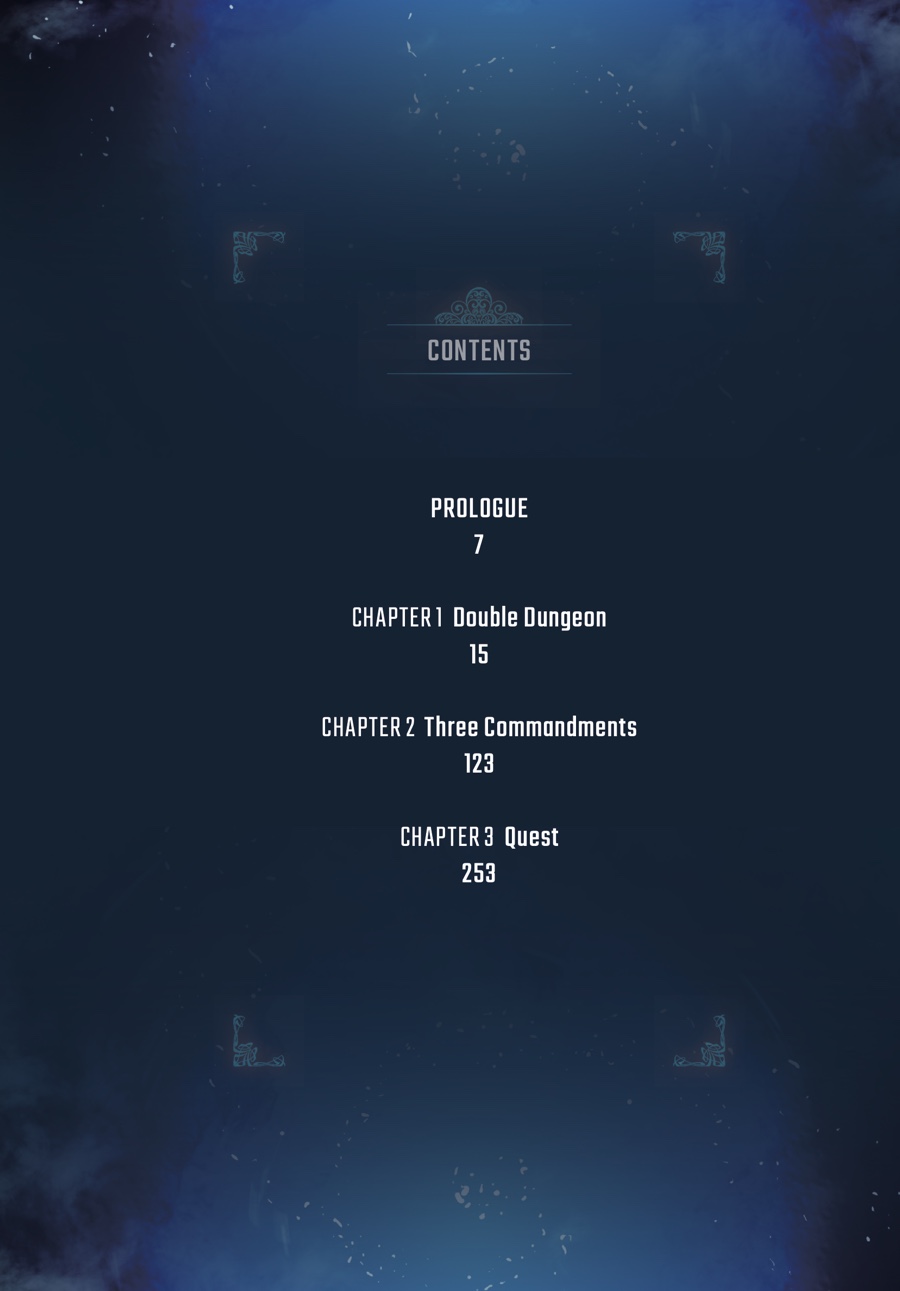 CONTENTS
PROLOGUE
7
CHAPTER 1 Double Dungeon
15
CHAPTER 2 Three Commandments
123
CHAPTER 3 Quest
253